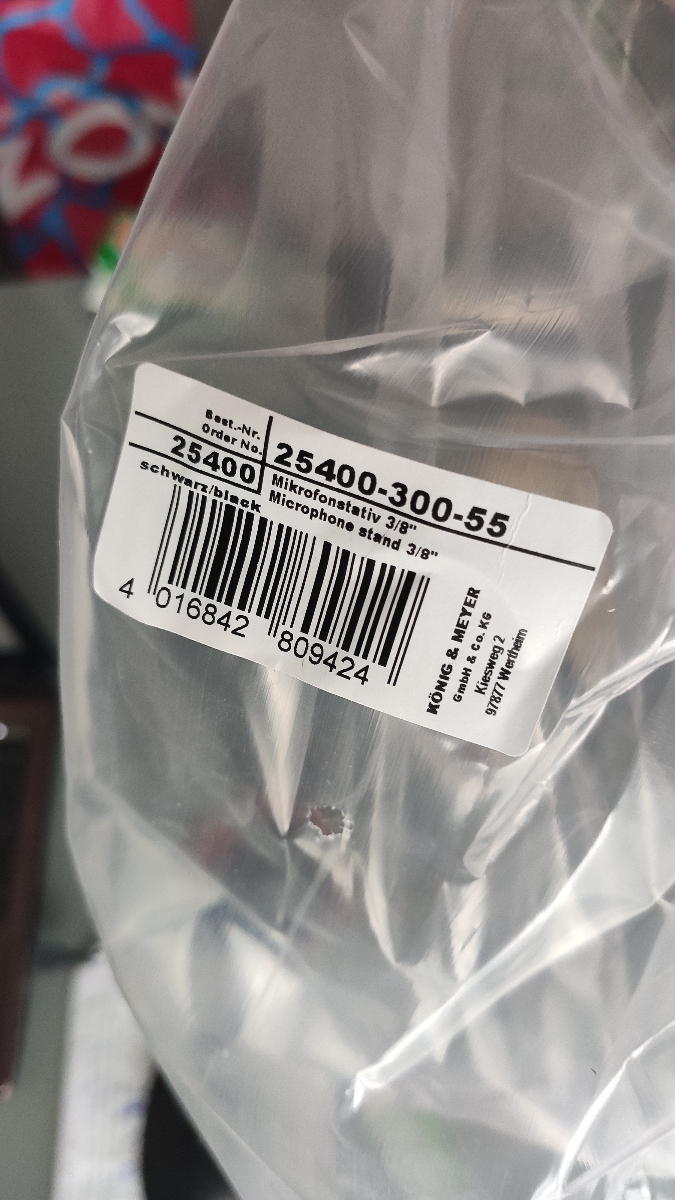 Best.-Nr.
Order No.
25400
25400-300-55
schwarz/black
Mikrofonstativ 3/8"
Microphone stand 3/8"
4 016842 809424
KÖNIG & MEYER
GmbH & Co. KG
Kiesweg 2
97877 Wertheim